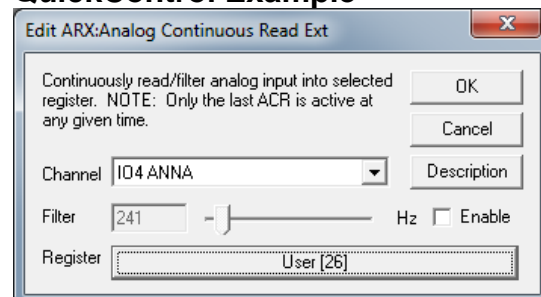 QuickControl Example
Edit ARX:Analog Continuous Read Ext
X
Continuously read/filter analog input into selected
register. NOTE: Only the last ACR is active at
any given time.
OK
Cancel
Channel IO4 ANNA Description
Filter 241 Hz Enable
Register User [26]